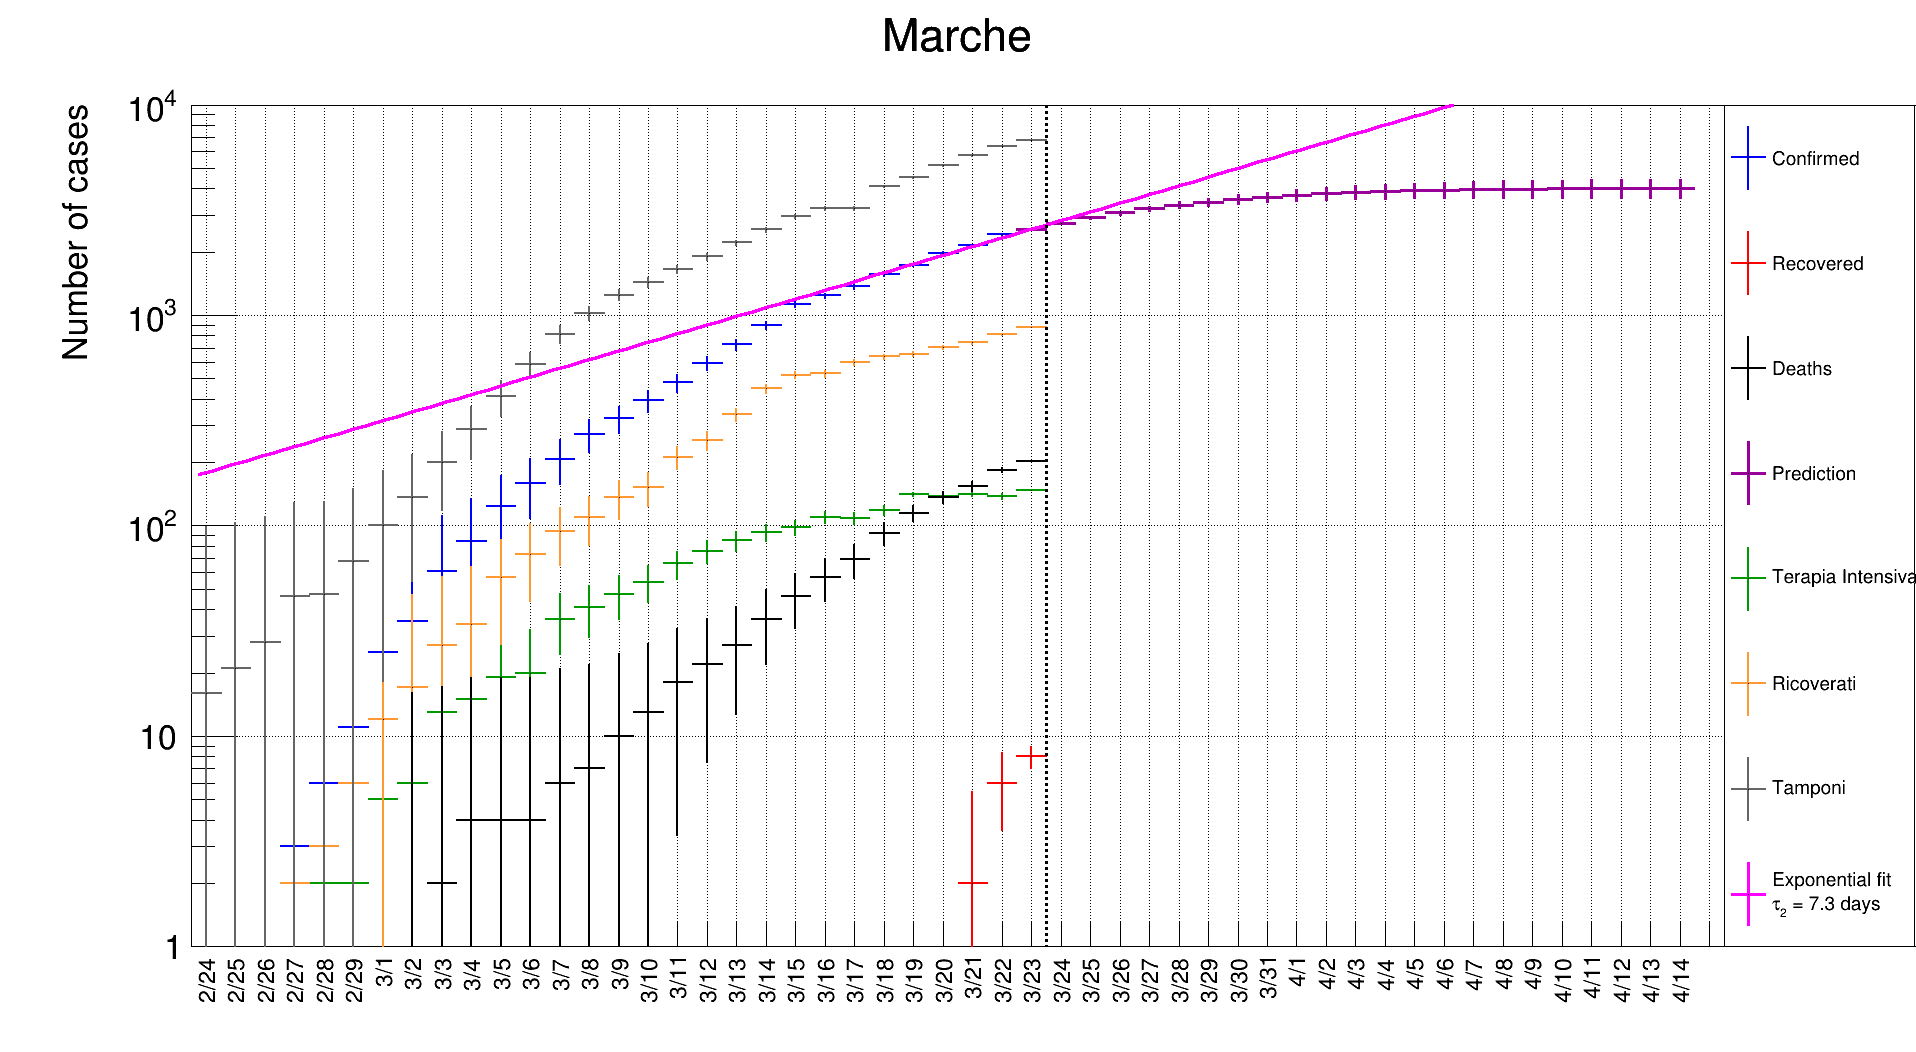 Marche
Number of cases
10⁴
10³
10²
10
1
2/24 2/25 2/26 2/27 2/28 2/29 3/1 3/2 3/3 3/4 3/5 3/6 3/7 3/8 3/9 3/10 3/11 3/12 3/13 3/14 3/15 3/16 3/17 3/18 3/19 3/20 3/21 3/22 3/23 3/24 3/25 3/26 3/27 3/28 3/29 3/30 3/31 4/1 4/2 4/3 4/4 4/5 4/6 4/7 4/8 4/9 4/10 4/11 4/12 4/13 4/14
Confirmed
Recovered
Deaths
Prediction
Terapia Intensiva
Ricoverati
Tamponi
Exponential fit
τ₂ = 7.3 days